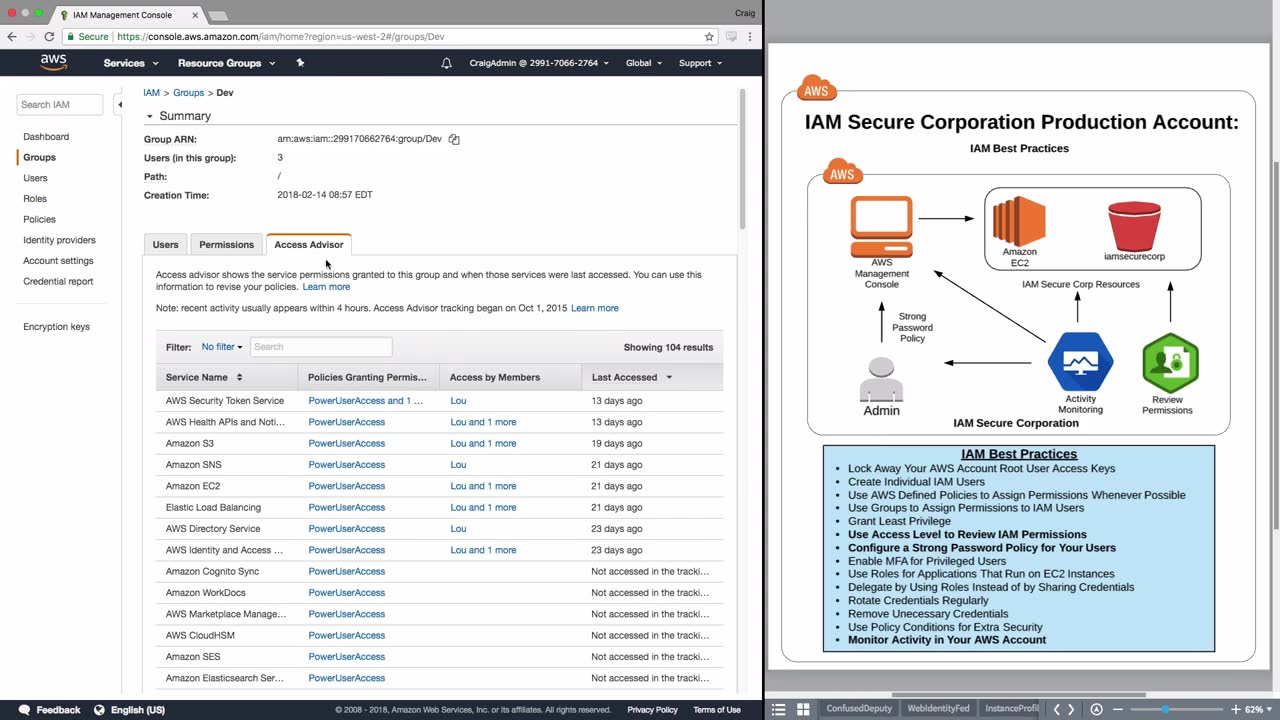 IAM Management Console
Craig
Secure https://console.aws.amazon.com/iam/home?region=us-west-2#/groups/Dev
aws
Services
Resource Groups
CraigAdmin @ 2991-7066-2764
Global
Support
Search IAM
Dashboard
Groups
Users
Roles
Policies
Identity providers
Account settings
Credential report
Encryption keys
IAM > Groups > Dev
Summary
Group ARN: arn:aws:iam::299170662764:group/Dev
Users (in this group): 3
Path: /
Creation Time: 2018-02-14 08:57 EDT
Users Permissions Access Advisor
Access advisor shows the service permissions granted to this group and when those services were last accessed. You can use this
information to revise your policies. Learn more
Note: recent activity usually appears within 4 hours. Access Advisor tracking began on Oct 1, 2015 Learn more
Filter: No filter Search Showing 104 results
Service Name Policies Granting Permis... Access by Members Last Accessed
AWS Security Token Service PowerUserAccess and 1 ... Lou 13 days ago
AWS Health APIs and Noti... PowerUserAccess Lou and 1 more 13 days ago
Amazon S3 PowerUserAccess Lou and 1 more 19 days ago
Amazon SNS PowerUserAccess Lou 21 days ago
Amazon EC2 PowerUserAccess Lou and 1 more 21 days ago
Elastic Load Balancing PowerUserAccess Lou and 1 more 21 days ago
AWS Directory Service PowerUserAccess Lou 23 days ago
AWS Identity and Access ... PowerUserAccess Lou and 1 more 23 days ago
Amazon Cognito Sync PowerUserAccess Not accessed in the tracki...
Amazon WorkDocs PowerUserAccess Not accessed in the tracki...
AWS Marketplace Manage... PowerUserAccess Not accessed in the tracki...
AWS CloudHSM PowerUserAccess Not accessed in the tracki...
Amazon SES PowerUserAccess Not accessed in the tracki...
Amazon Elasticsearch Ser... PowerUserAccess Not accessed in the tracki...
Feedback English (US) © 2008 - 2018, Amazon Web Services, Inc. or its affiliates. All rights reserved. Privacy Policy Terms of Use
AWS
IAM Secure Corporation Production Account:
IAM Best Practices
AWS
AWS
Management
Console
Amazon
EC2
iamsecurecorp
IAM Secure Corp Resources
Strong
Password
Policy
Admin
Activity
Monitoring
Review
Permissions
IAM Secure Corporation
IAM Best Practices
• Lock Away Your AWS Account Root User Access Keys
• Create Individual IAM Users
• Use AWS Defined Policies to Assign Permissions Whenever Possible
• Use Groups to Assign Permissions to IAM Users
• Grant Least Privilege
• Use Access Level to Review IAM Permissions
• Configure a Strong Password Policy for Your Users
• Enable MFA for Privileged Users
• Use Roles for Applications That Run on EC2 Instances
• Delegate by Using Roles Instead of by Sharing Credentials
• Rotate Credentials Regularly
• Remove Unecessary Credentials
• Use Policy Conditions for Extra Security
• Monitor Activity in Your AWS Account
ConfusedDeputy WebIdentityFed InstanceProfi 62%